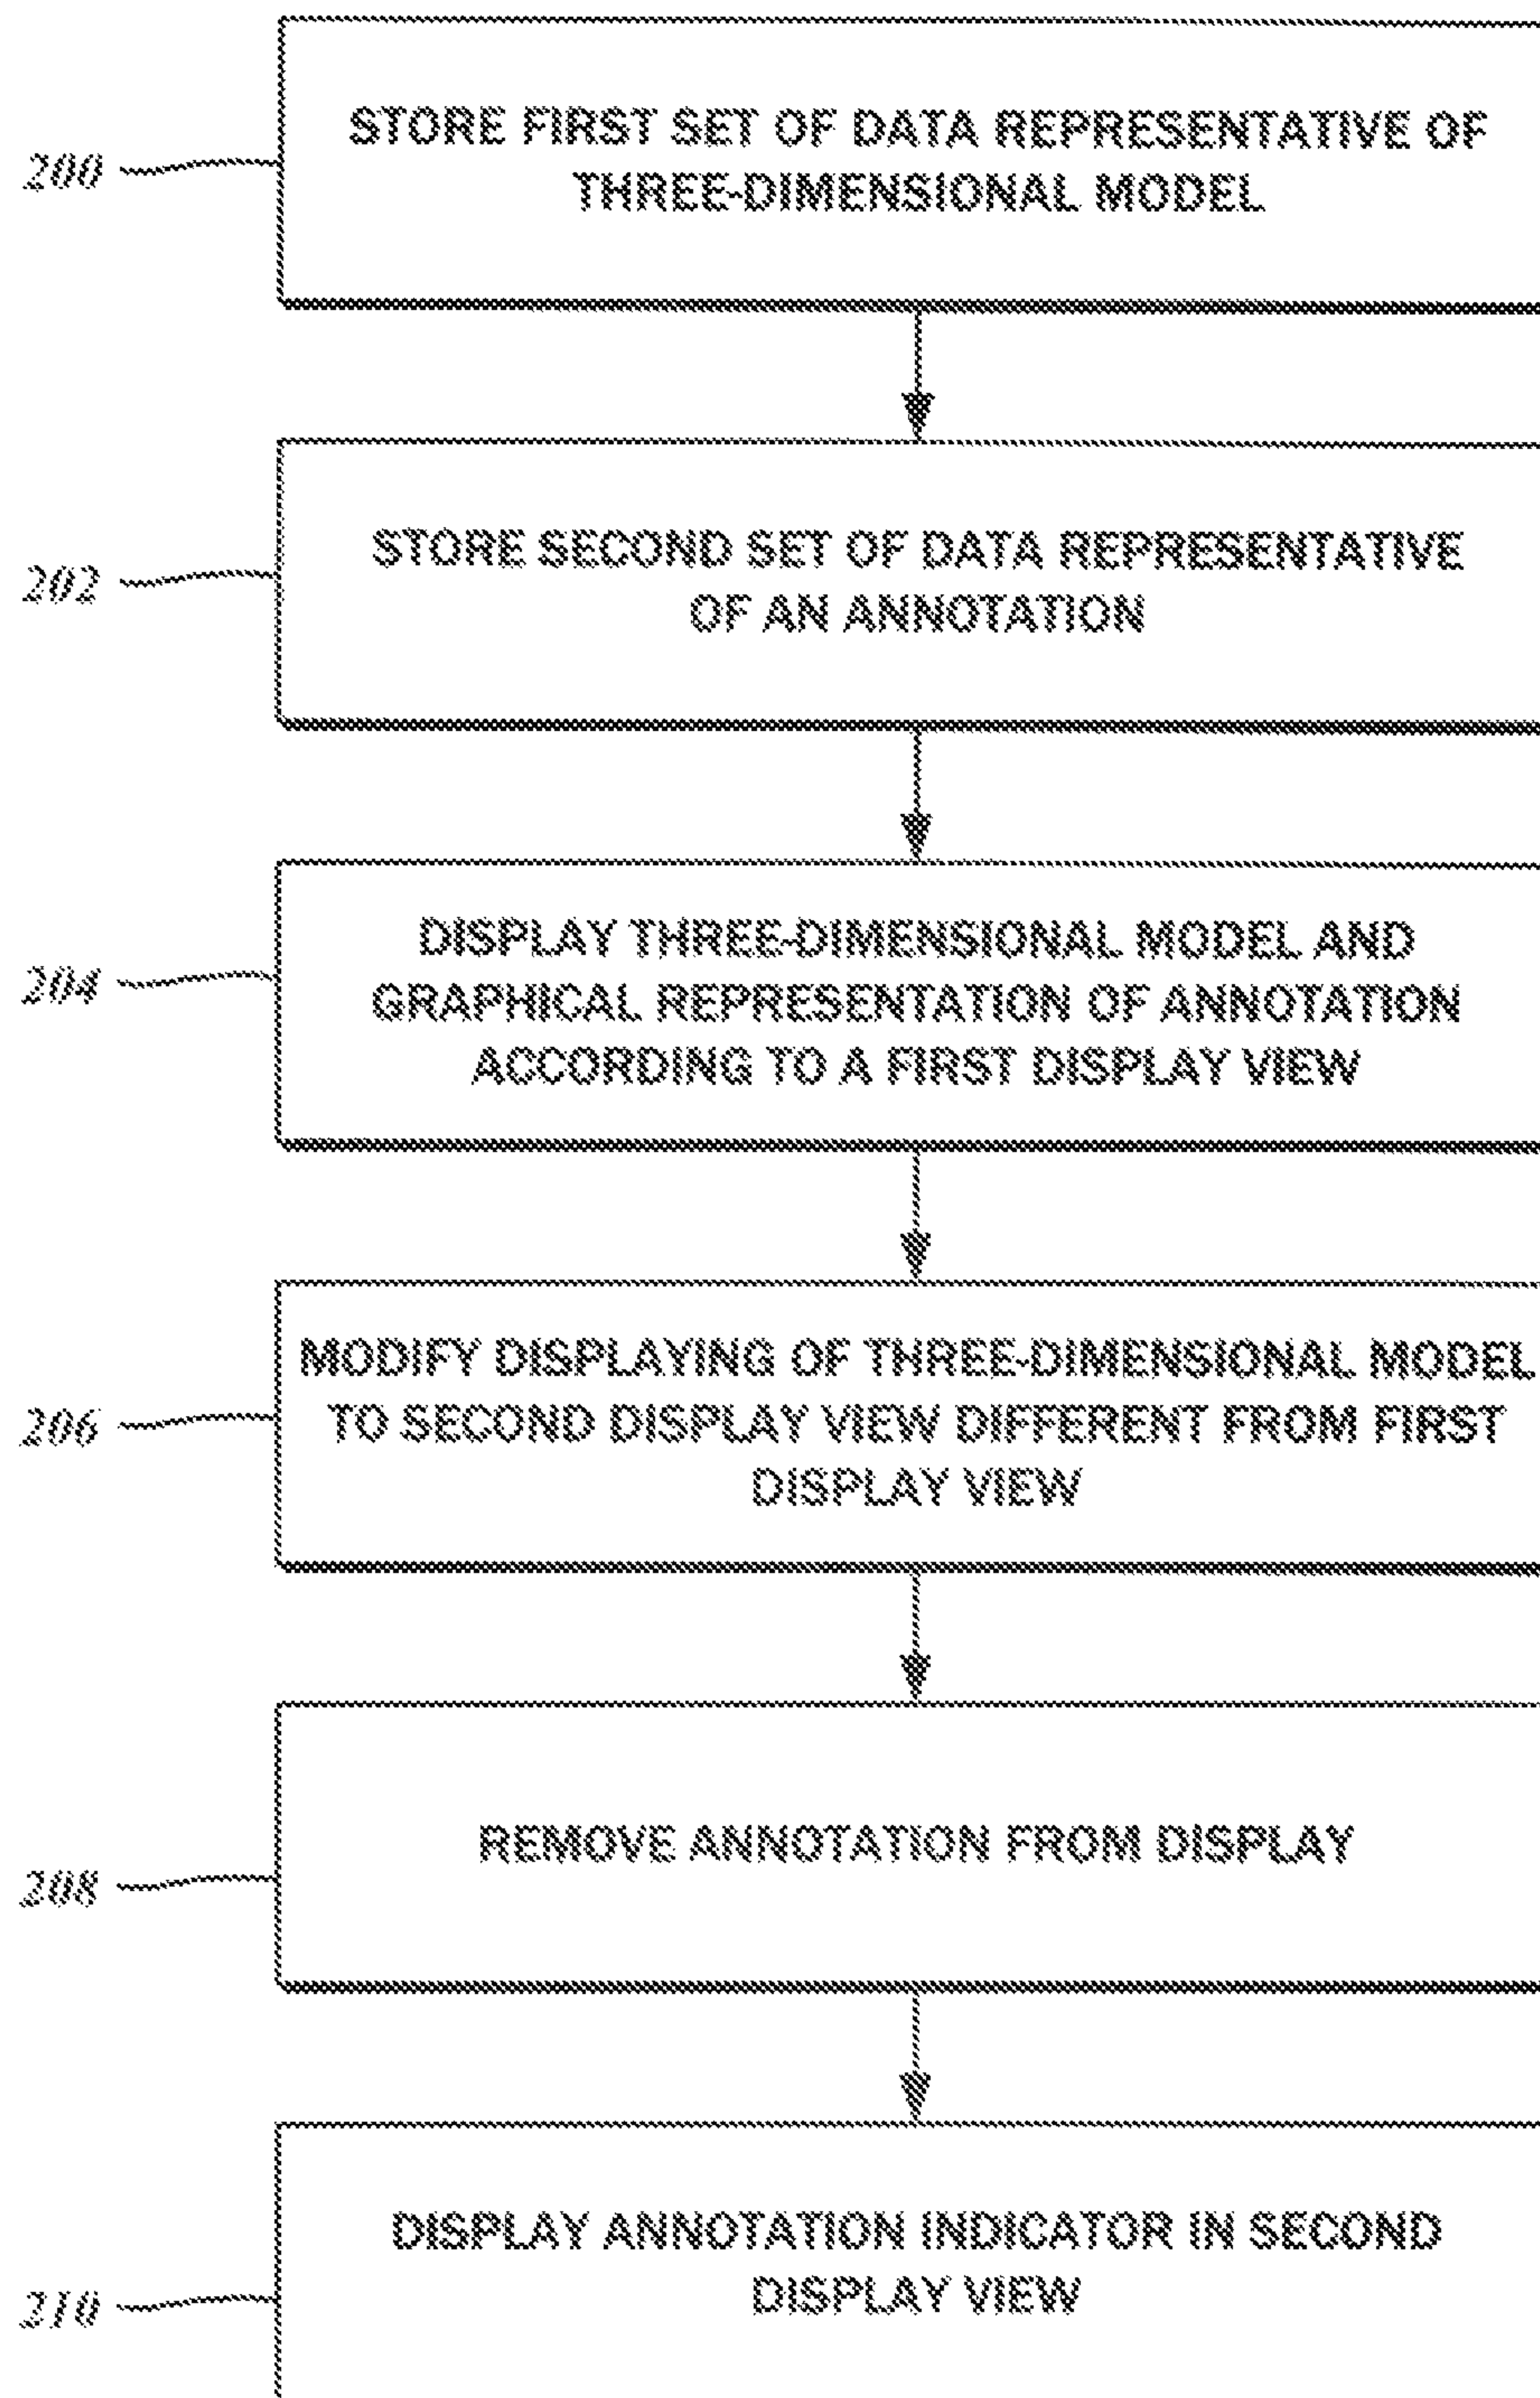 200
STORE FIRST SET OF DATA REPRESENTATIVE OF
THREE-DIMENSIONAL MODEL
202
STORE SECOND SET OF DATA REPRESENTATIVE
OF AN ANNOTATION
204
DISPLAY THREE-DIMENSIONAL MODEL AND
GRAPHICAL REPRESENTATION OF ANNOTATION
ACCORDING TO A FIRST DISPLAY VIEW
206
MODIFY DISPLAYING OF THREE-DIMENSIONAL MODEL
TO SECOND DISPLAY VIEW DIFFERENT FROM FIRST
DISPLAY VIEW
208
REMOVE ANNOTATION FROM DISPLAY
210
DISPLAY ANNOTATION INDICATOR IN SECOND
DISPLAY VIEW